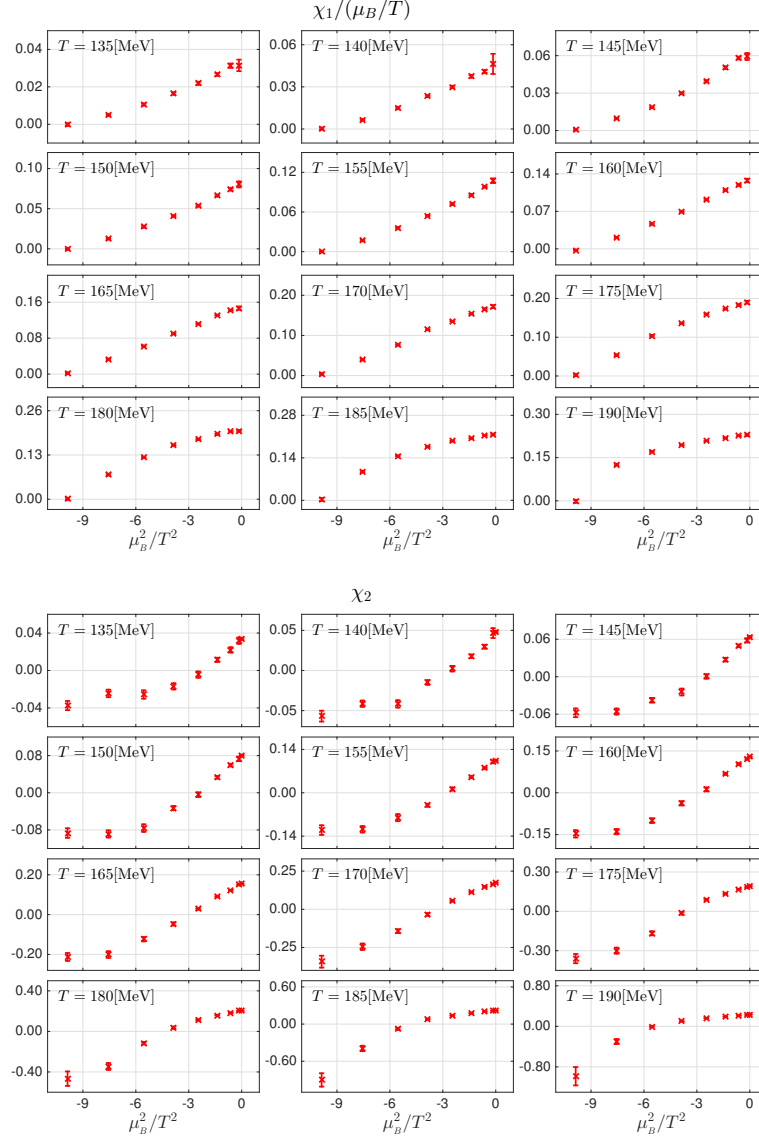 χ₁/(μ_B/T)
T = 135[MeV] T = 140[MeV] T = 145[MeV]
0.04 0.06 0.06
0.02 0.03 0.03
0.00 0.00 0.00
T = 150[MeV] T = 155[MeV] T = 160[MeV]
0.10 0.12 0.14
0.05 0.06 0.07
0.00 0.00 0.00
T = 165[MeV] T = 170[MeV] T = 175[MeV]
0.16 0.20 0.20
0.08 0.10 0.10
0.00 0.00 0.00
T = 180[MeV] T = 185[MeV] T = 190[MeV]
0.26 0.28 0.30
0.13 0.14 0.15
0.00 0.00 0.00
-9 -6 -3 0 -9 -6 -3 0 -9 -6 -3 0
μ_B²/T² μ_B²/T² μ_B²/T²
χ₂
T = 135[MeV] T = 140[MeV] T = 145[MeV]
0.04 0.05 0.06
0.00 0.00 0.00
-0.04 -0.05 -0.06
T = 150[MeV] T = 155[MeV] T = 160[MeV]
0.08 0.14 0.15
0.00 0.00 0.00
-0.08 -0.14 -0.15
T = 165[MeV] T = 170[MeV] T = 175[MeV]
0.20 0.25 0.30
0.00 0.00 0.00
-0.20 -0.25 -0.30
T = 180[MeV] T = 185[MeV] T = 190[MeV]
0.40 0.60 0.80
0.00 0.00 0.00
-0.40 -0.60 -0.80
-9 -6 -3 0 -9 -6 -3 0 -9 -6 -3 0
μ_B²/T² μ_B²/T² μ_B²/T²